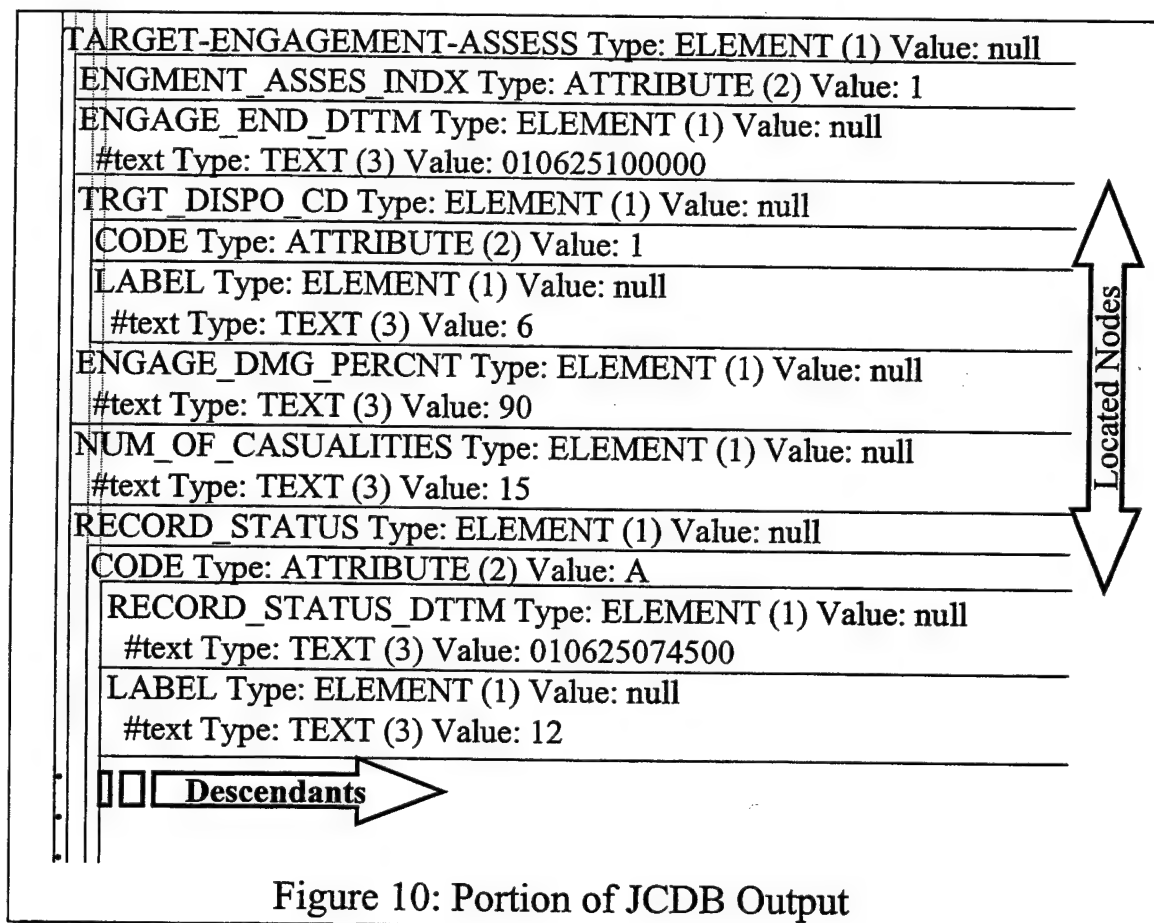 TARGET-ENGAGEMENT-ASSESS Type: ELEMENT (1) Value: null
ENGMENT_ASSES_INDX Type: ATTRIBUTE (2) Value: 1
ENGAGE_END_DTTM Type: ELEMENT (1) Value: null
#text Type: TEXT (3) Value: 010625100000
TRGT_DISPO_CD Type: ELEMENT (1) Value: null
CODE Type: ATTRIBUTE (2) Value: 1
LABEL Type: ELEMENT (1) Value: null
#text Type: TEXT (3) Value: 6
ENGAGE_DMG_PERCNT Type: ELEMENT (1) Value: null
#text Type: TEXT (3) Value: 90
NUM_OF_CASUALITIES Type: ELEMENT (1) Value: null
#text Type: TEXT (3) Value: 15
RECORD_STATUS Type: ELEMENT (1) Value: null
CODE Type: ATTRIBUTE (2) Value: A
RECORD_STATUS_DTTM Type: ELEMENT (1) Value: null
#text Type: TEXT (3) Value: 010625074500
LABEL Type: ELEMENT (1) Value: null
#text Type: TEXT (3) Value: 12
Located Nodes
Descendants
Figure 10: Portion of JCDB Output